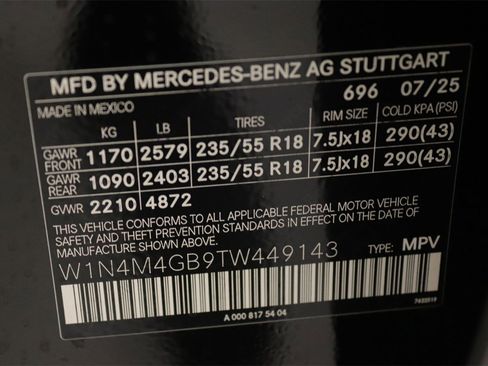 MFD BY MERCEDES-BENZ AG STUTTGART
MADE IN MEXICO 696 07/25
KG LB TIRES RIM SIZE COLD KPA (PSI)
GAWR FRONT 1170 2579 235/55 R18 7.5Jx18 290(43)
GAWR REAR 1090 2403 235/55 R18 7.5Jx18 290(43)
GVWR 2210 4872
THIS VEHICLE CONFORMS TO ALL APPLICABLE FEDERAL MOTOR VEHICLE
SAFETY AND THEFT PREVENTION STANDARDS IN EFFECT ON THE DATE OF
MANUFACTURE SHOWN ABOVE.
W1N4M4GB9TW449143 TYPE: MPV
A 000 817 54 04